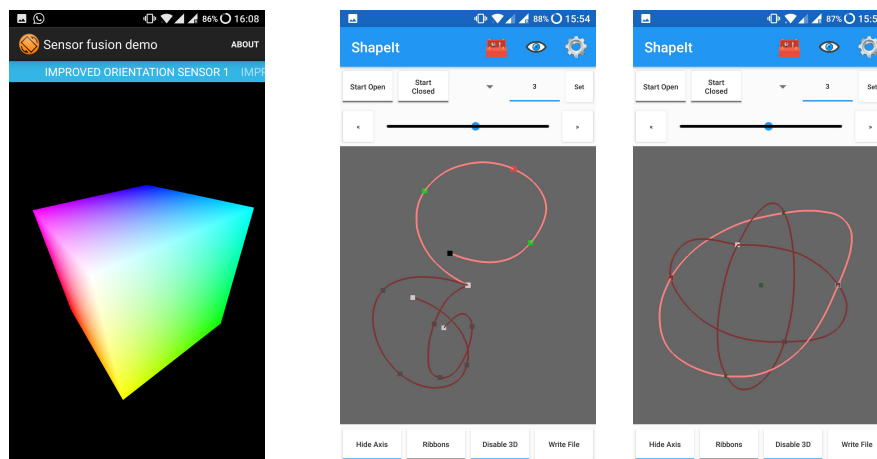 86% 16:08
Sensor fusion demo ABOUT
IMPROVED ORIENTATION SENSOR 1 IMPR
88% 15:54
ShapeIt
Start Open Start Closed 3 Set
< >
Hide Axis Ribbons Disable 3D Write File
87% 15:5
ShapeIt
Start Open Start Closed 3 Set
< >
Hide Axis Ribbons Disable 3D Write File